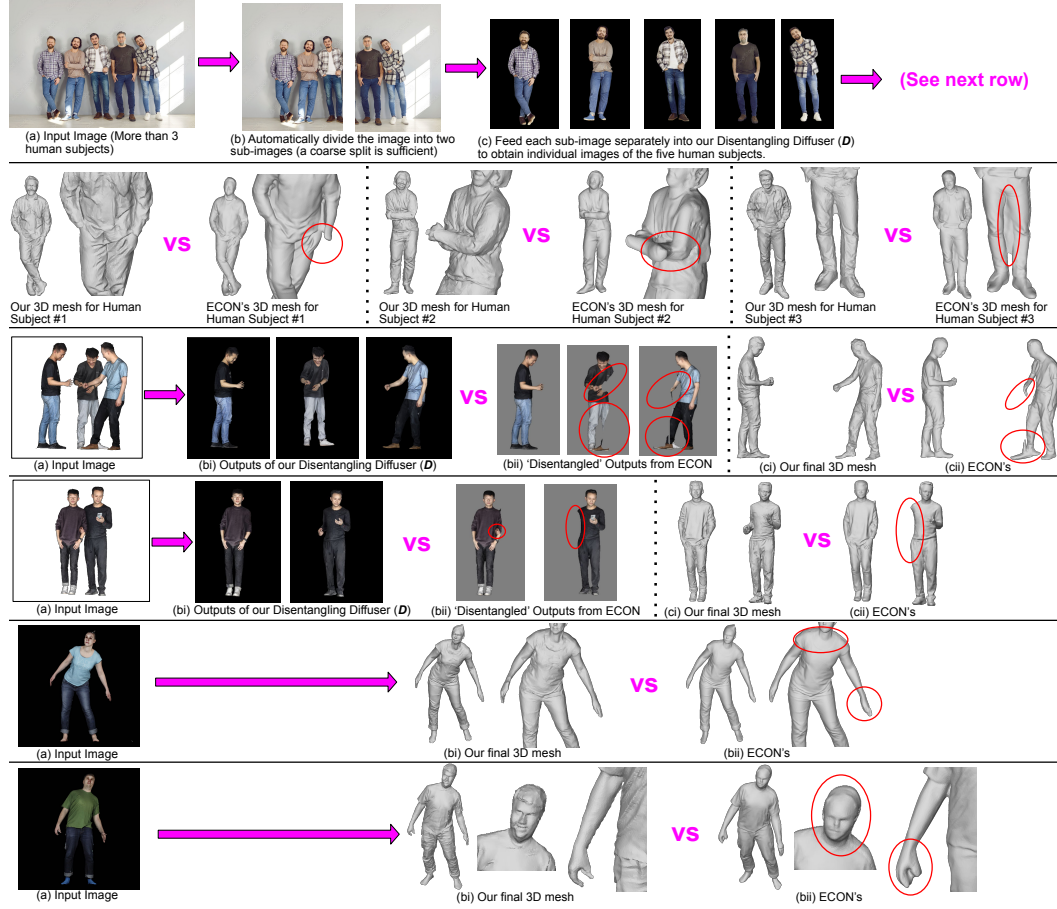 (See next row)
(a) Input Image (More than 3
human subjects)
(b) Automatically divide the image into two
sub-images (a coarse split is sufficient)
(c) Feed each sub-image separately into our Disentangling Diffuser (D)
to obtain individual images of the five human subjects.
VS
VS
VS
Our 3D mesh for Human
Subject #1
ECON's 3D mesh for
Human Subject #1
Our 3D mesh for Human
Subject #2
ECON's 3D mesh for
Human Subject #2
Our 3D mesh for Human
Subject #3
ECON's 3D mesh for
Human Subject #3
VS
VS
(a) Input Image
(bi) Outputs of our Disentangling Diffuser (D)
(bii) 'Disentangled' Outputs from ECON
(ci) Our final 3D mesh
(cii) ECON's
VS
VS
(a) Input Image
(bi) Outputs of our Disentangling Diffuser (D)
(bii) 'Disentangled' Outputs from ECON
(ci) Our final 3D mesh
(cii) ECON's
VS
(a) Input Image
(bi) Our final 3D mesh
(bii) ECON's
VS
(a) Input Image
(bi) Our final 3D mesh
(bii) ECON's